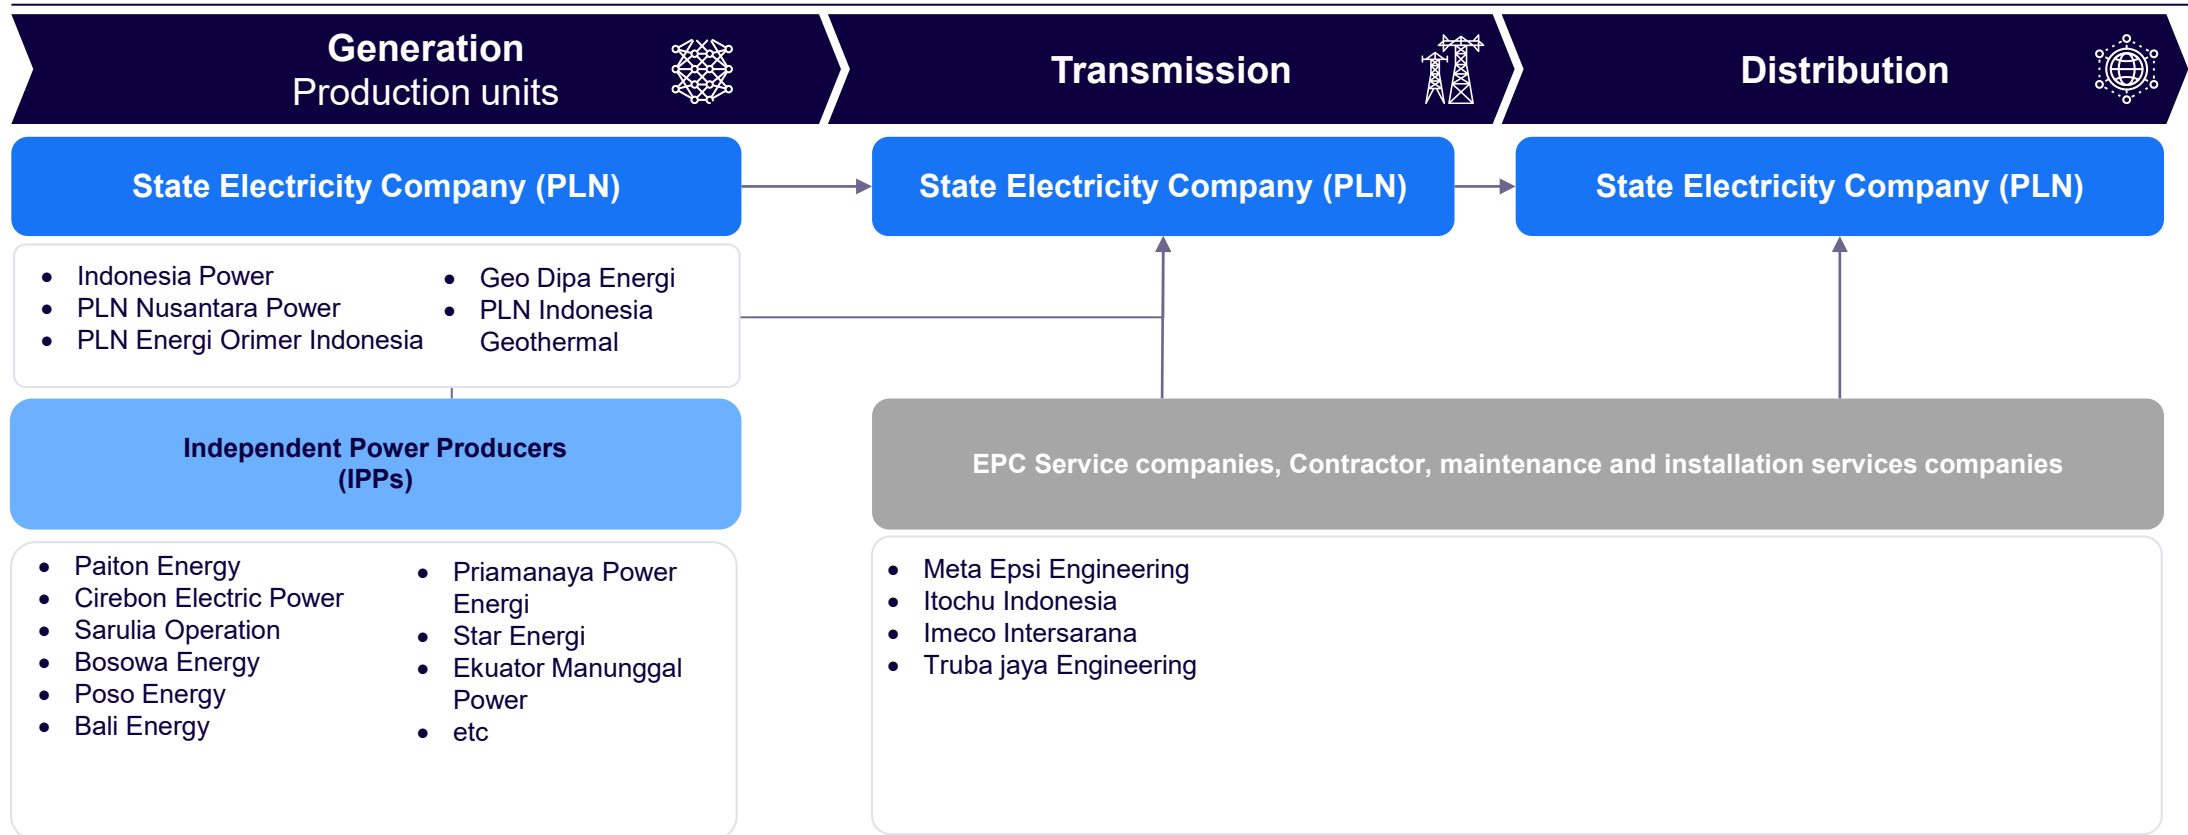 Generation
Production units
Transmission
Distribution
State Electricity Company (PLN)
State Electricity Company (PLN)
State Electricity Company (PLN)
• Indonesia Power
• PLN Nusantara Power
• PLN Energi Orimer Indonesia
• Geo Dipa Energi
• PLN Indonesia
Geothermal
Independent Power Producers
(IPPs)
EPC Service companies, Contractor, maintenance and installation services companies
• Paiton Energy
• Cirebon Electric Power
• Sarulia Operation
• Bosowa Energy
• Poso Energy
• Bali Energy
• Priamanaya Power
Energi
• Star Energi
• Ekuator Manunggal
Power
• etc
• Meta Epsi Engineering
• Itochu Indonesia
• Imeco Intersarana
• Truba jaya Engineering